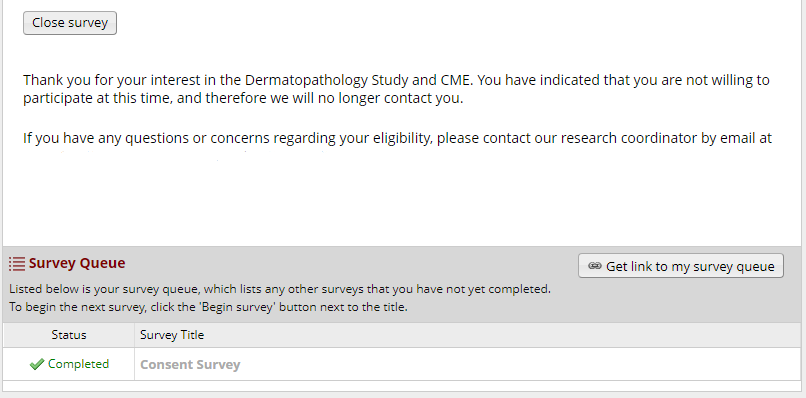 Close survey
Thank you for your interest in the Dermatopathology Study and CME. You have indicated that you are not willing to
participate at this time, and therefore we will no longer contact you.
If you have any questions or concerns regarding your eligibility, please contact our research coordinator by email at
Survey Queue
Get link to my survey queue
Listed below is your survey queue, which lists any other surveys that you have not yet completed.
To begin the next survey, click the 'Begin survey' button next to the title.
Status Survey Title
Completed Consent Survey